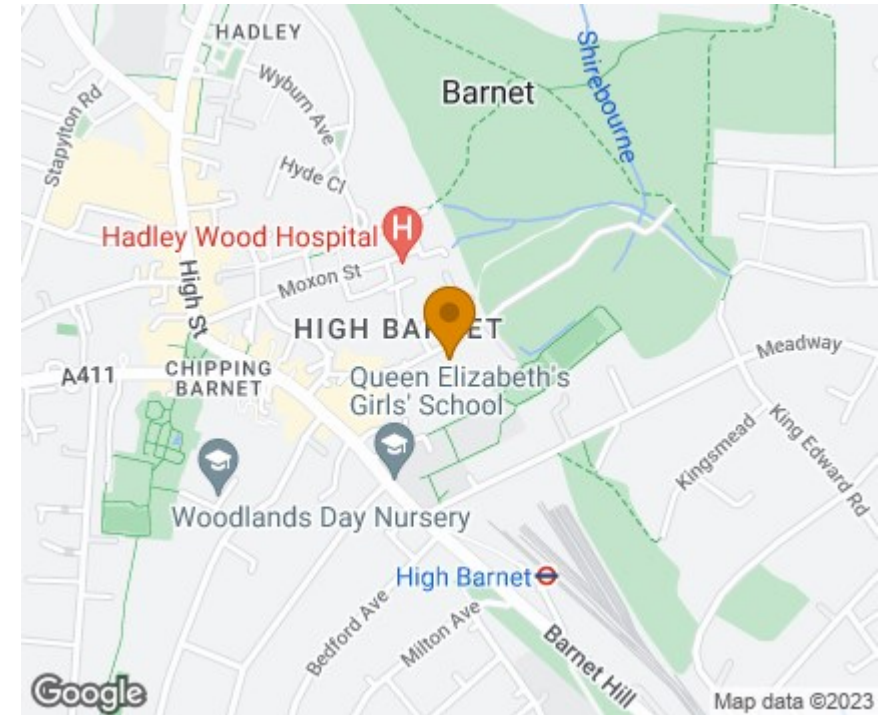 HADLEY
Barnet
Shirebourne
Stapylton Rd
Wyburn Ave
Hyde Cl
Hadley Wood Hospital
H
Moxon St
High St
HIGH BA ET
Meadway
A411
CHIPPING
BARNET
Queen Elizabeth's
Girls' School
Kingsmead
King Edward Rd
Woodlands Day Nursery
High Barnet
Bedford Ave
Milton Ave
Barnet Hill
Google
Map data ©2023